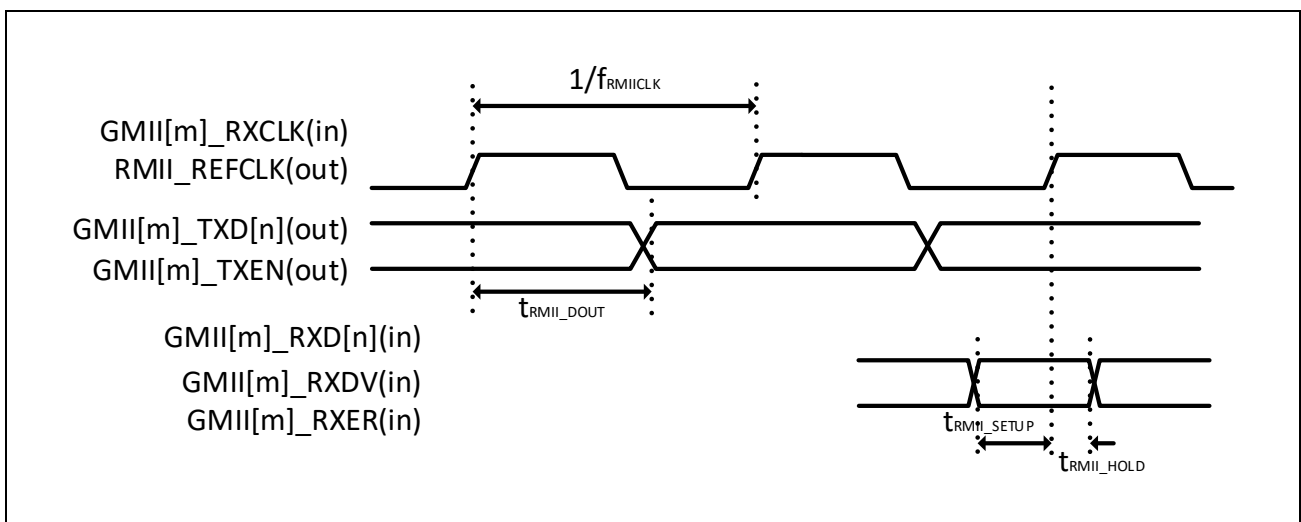 1/fRMIICLK
GMII[m]_RXCLK(in)
RMII_REFCLK(out)
GMII[m]_TXD[n](out)
GMII[m]_TXEN(out)
tRMII_DOUT
GMII[m]_RXD[n](in)
GMII[m]_RXDV(in)
GMII[m]_RXER(in)
tRMII_SETUP
tRMII_HOLD